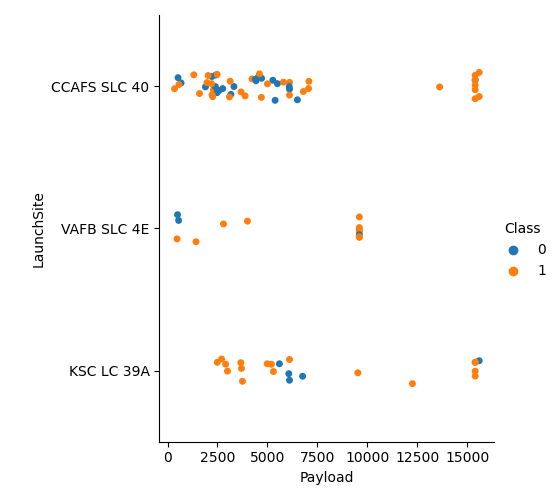 CCAFS SLC 40
VAFB SLC 4E
KSC LC 39A
LaunchSite
0 2500 5000 7500 10000 12500 15000
Payload
Class
0
1